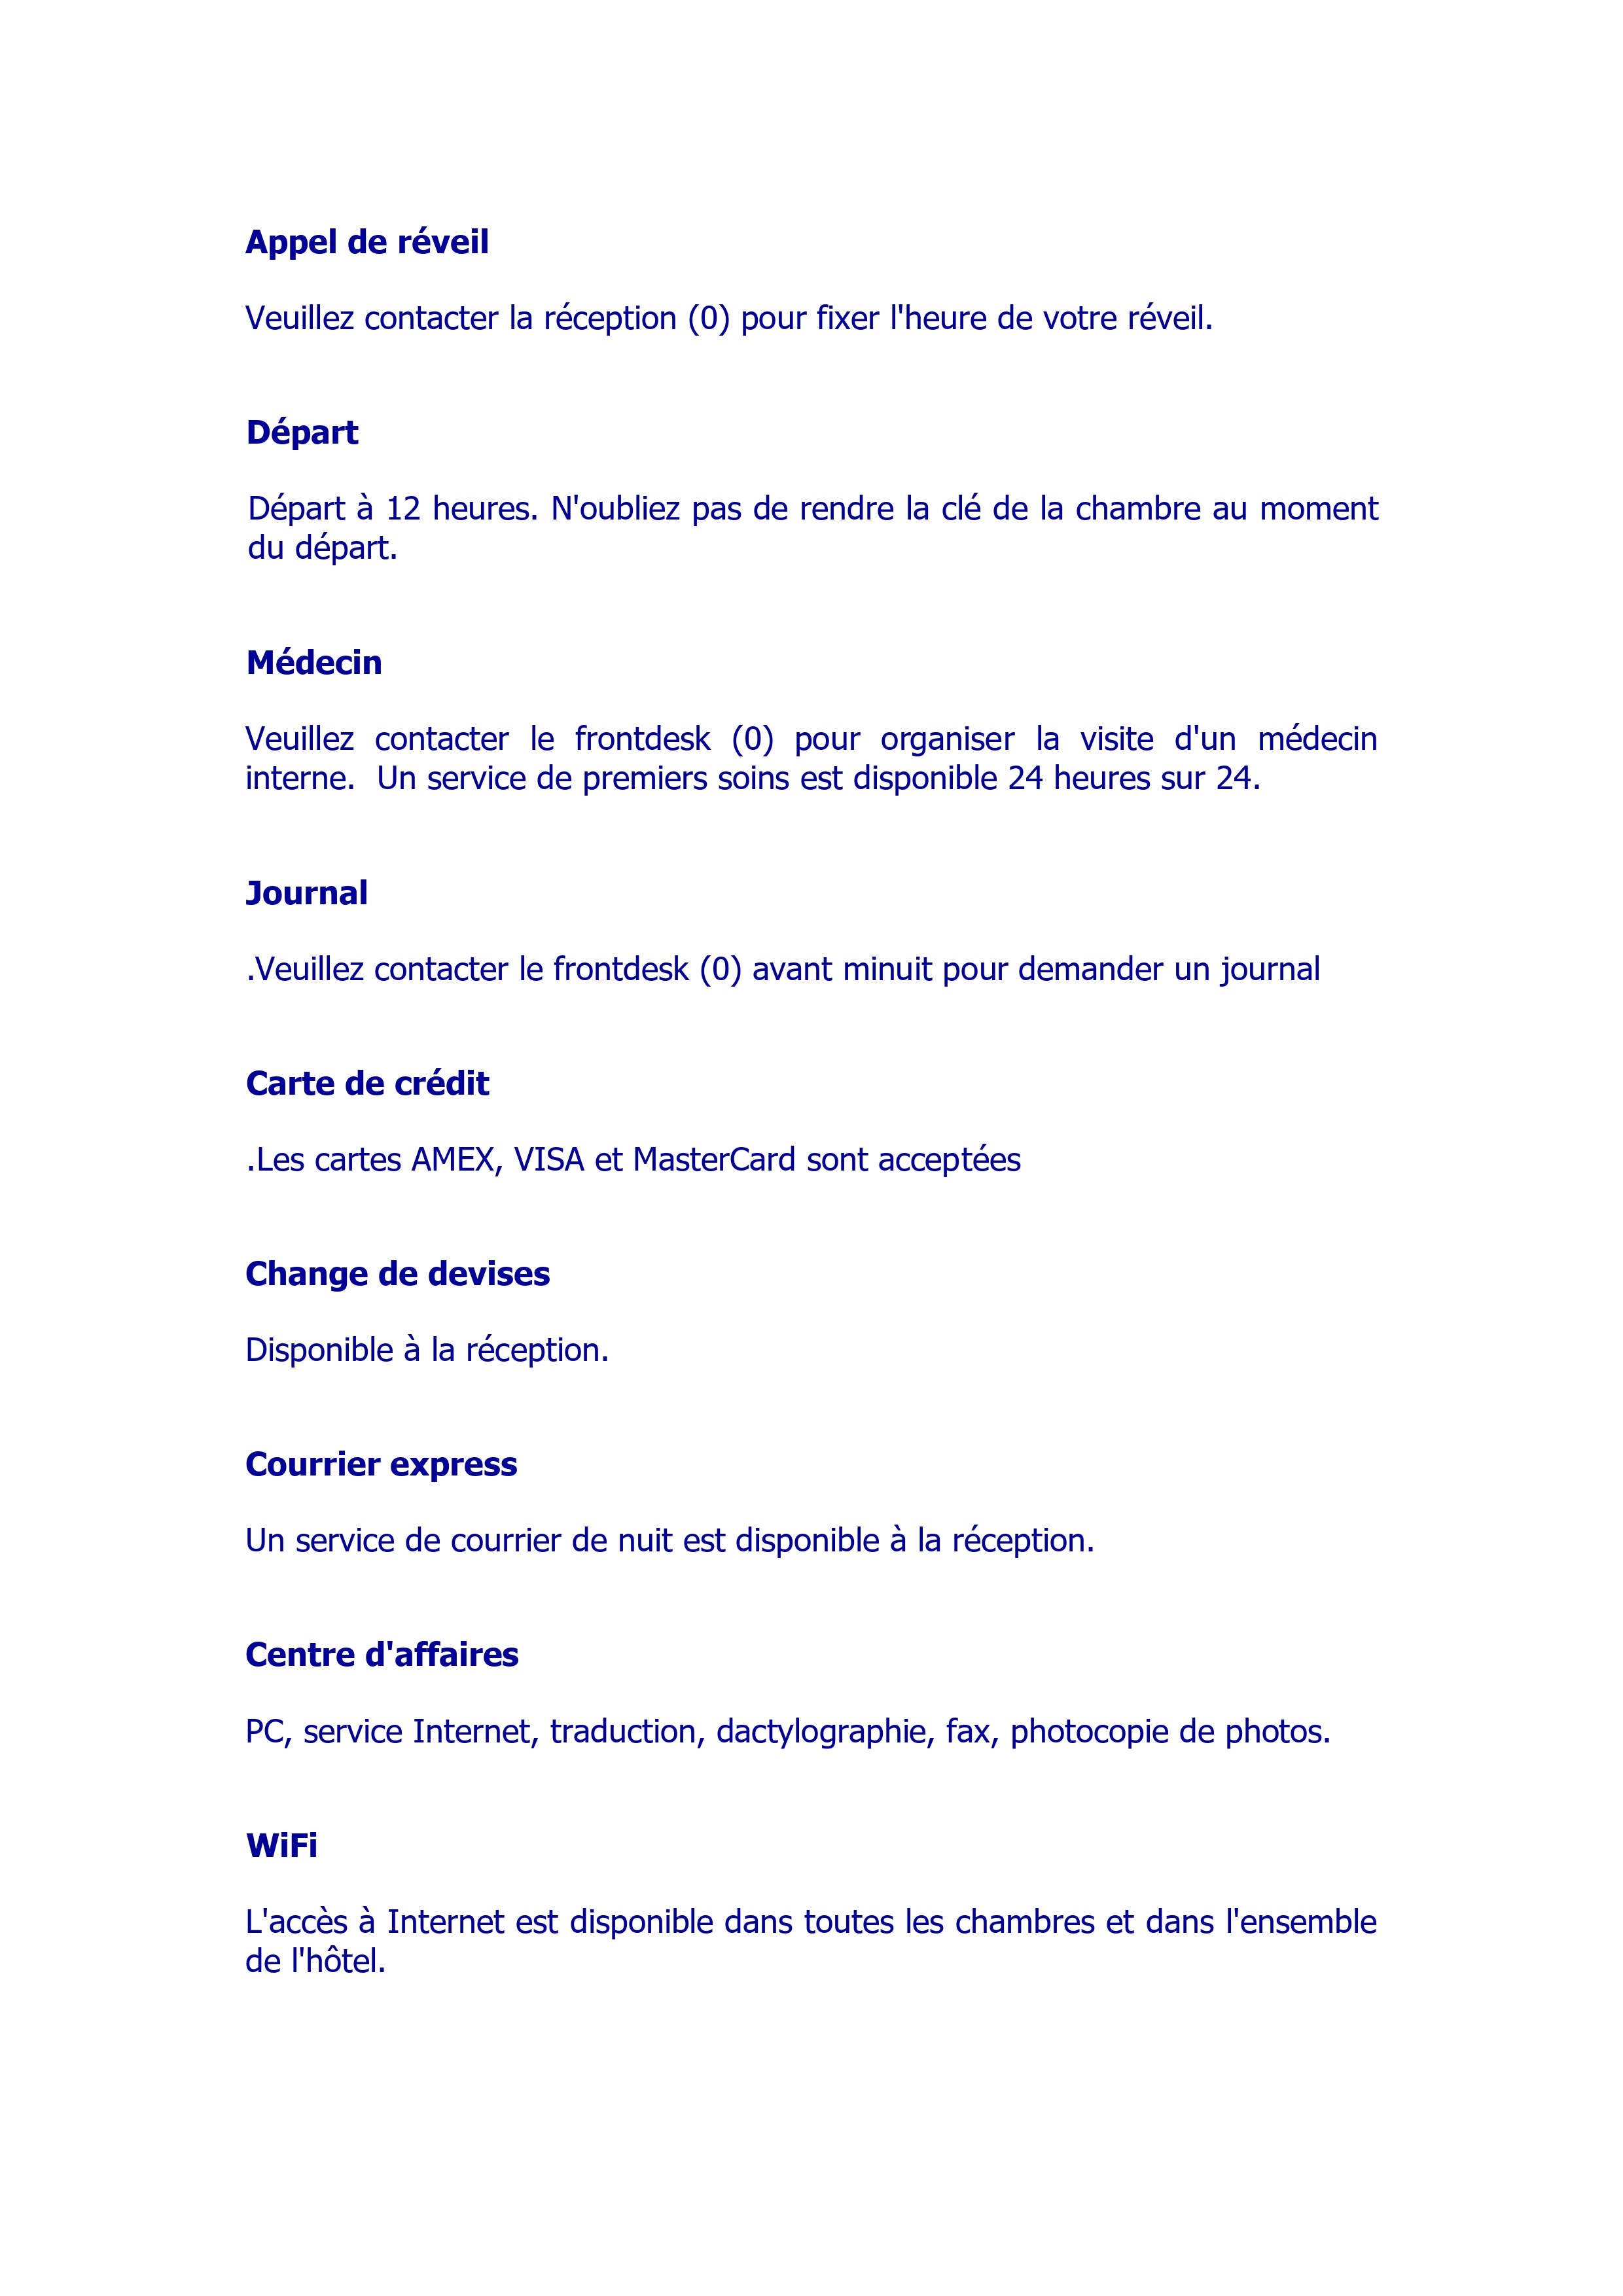 Appel de réveil
Veuillez contacter la réception (0) pour fixer l'heure de votre réveil.
Départ
Départ à 12 heures. N'oubliez pas de rendre la clé de la chambre au moment
du départ.
Médecin
Veuillez contacter le frontdesk (0) pour organiser la visite d'un médecin
interne.  Un service de premiers soins est disponible 24 heures sur 24.
Journal
.Veuillez contacter le frontdesk (0) avant minuit pour demander un journal
Carte de crédit
.Les cartes AMEX, VISA et MasterCard sont acceptées
Change de devises
Disponible à la réception.
Courrier express
Un service de courrier de nuit est disponible à la réception.
Centre d'affaires
PC, service Internet, traduction, dactylographie, fax, photocopie de photos.
WiFi
L'accès à Internet est disponible dans toutes les chambres et dans l'ensemble
de l'hôtel.